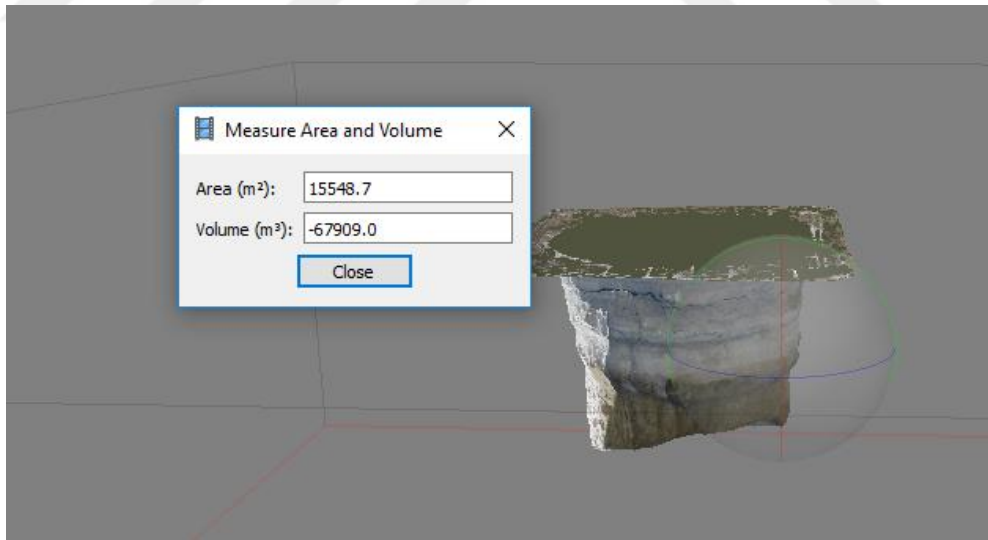 Measure Area and Volume
Area (m²): 15548.7
Volume (m³): -67909.0
Close